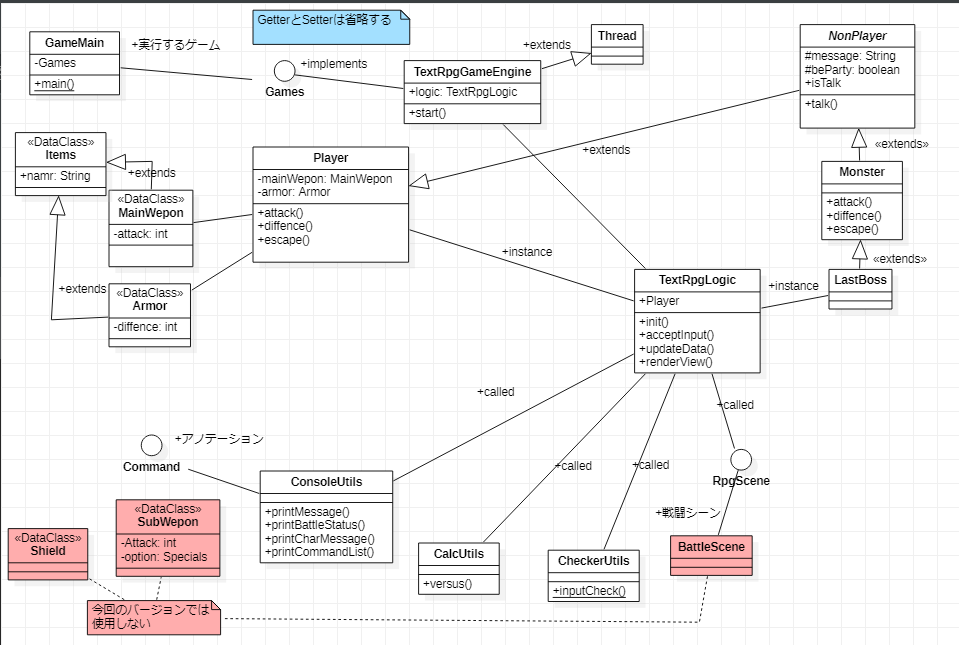 GetterとSetterは省略する
GameMain
-Games
+main()
+実行するゲーム
Games
+implements
TextRpgGameEngine
+logic: TextRpgLogic
+start()
+extends
Thread
NonPlayer
#message: String
#beParty: boolean
+isTalk
+talk()
«DataClass»
Items
+namr: String
+extends
«DataClass»
MainWepon
-attack: int
Player
-mainWepon: MainWepon
-armor: Armor
+attack()
+diffence()
+escape()
+extends
«extends»
Monster
+attack()
+diffence()
+escape()
«extends»
LastBoss
+instance
+instance
+extends
«DataClass»
Armor
-diffence: int
TextRpgLogic
+Player
+init()
+acceptInput()
+updateData()
+renderView()
+called
+called
+called
+called
Command
+アノテーション
ConsoleUtils
+printMessage()
+printBattleStatus()
+printCharMessage()
+printCommandList()
RpgScene
+戦闘シーン
BattleScene
CalcUtils
+versus()
CheckerUtils
+inputCheck()
«DataClass»
Shield
«DataClass»
SubWepon
-Attack: int
-option: Specials
今回のバージョンでは
使用しない